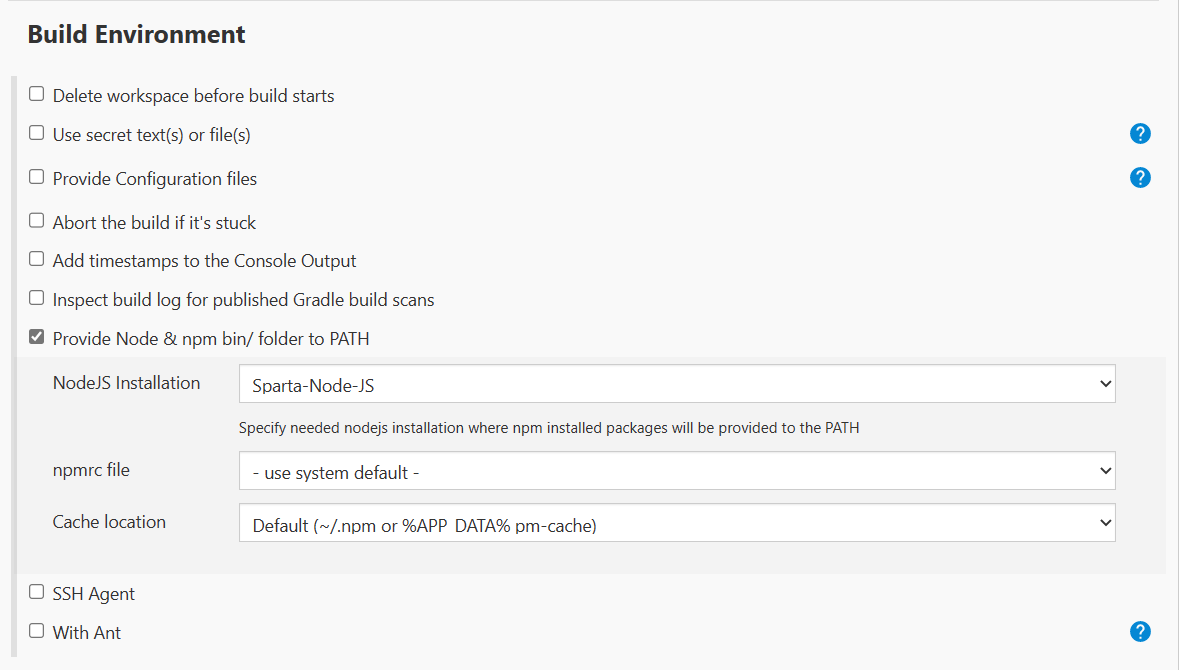 Build Environment
Delete workspace before build starts
Use secret text(s) or file(s)
?
Provide Configuration files
?
Abort the build if it's stuck
Add timestamps to the Console Output
Inspect build log for published Gradle build scans
Provide Node & npm bin/ folder to PATH
NodeJS Installation
Sparta-Node-JS
Specify needed nodejs installation where npm installed packages will be provided to the PATH
npmrc file
- use system default -
Cache location
Default (~/.npm or %APP_DATA% pm-cache)
SSH Agent
With Ant
?